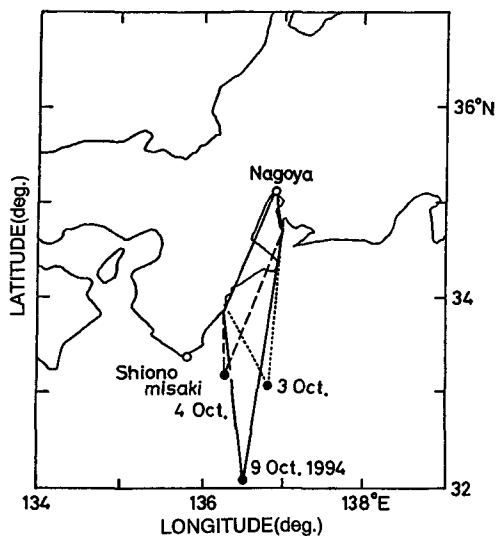 36°N
Nagoya
LATITUDE(deg.)
34
Shiono
misaki
4 Oct.
3 Oct.
9 Oct. 1994
32
134
136
138°E
LONGITUDE(deg.)